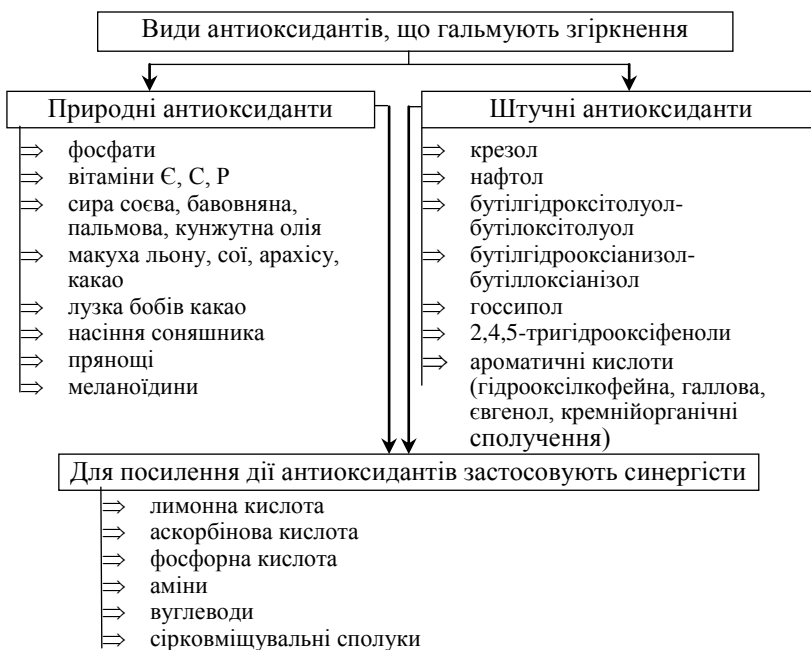 Види антиоксидантів, що гальмують згіркнення
Природні антиоксиданти
⇒ фосфати
⇒ вітаміни Є, С, Р
⇒ сира соєва, бавовняна,
пальмова, кунжутна олія
⇒ макуха льону, сої, арахісу,
какао
⇒ лузка бобів какао
⇒ насіння соняшника
⇒ прянощі
⇒ меланоїдини
Штучні антиоксиданти
⇒ крезол
⇒ нафтол
⇒ бутілгідроксітолуол-
бутілоксітолуол
⇒ бутілгідрооксіанизол-
бутіллоксіанізол
⇒ госсипол
⇒ 2,4,5-тригідрооксіфеноли
⇒ ароматичні кислоти
(гідрооксілкофейна, галлова,
євгенол, кремнійорганічні
сполучення)
Для посилення дії антиоксидантів застосовують синергісти
⇒ лимонна кислота
⇒ аскорбінова кислота
⇒ фосфорна кислота
⇒ аміни
⇒ вуглеводи
⇒ сірковміщувальні сполуки